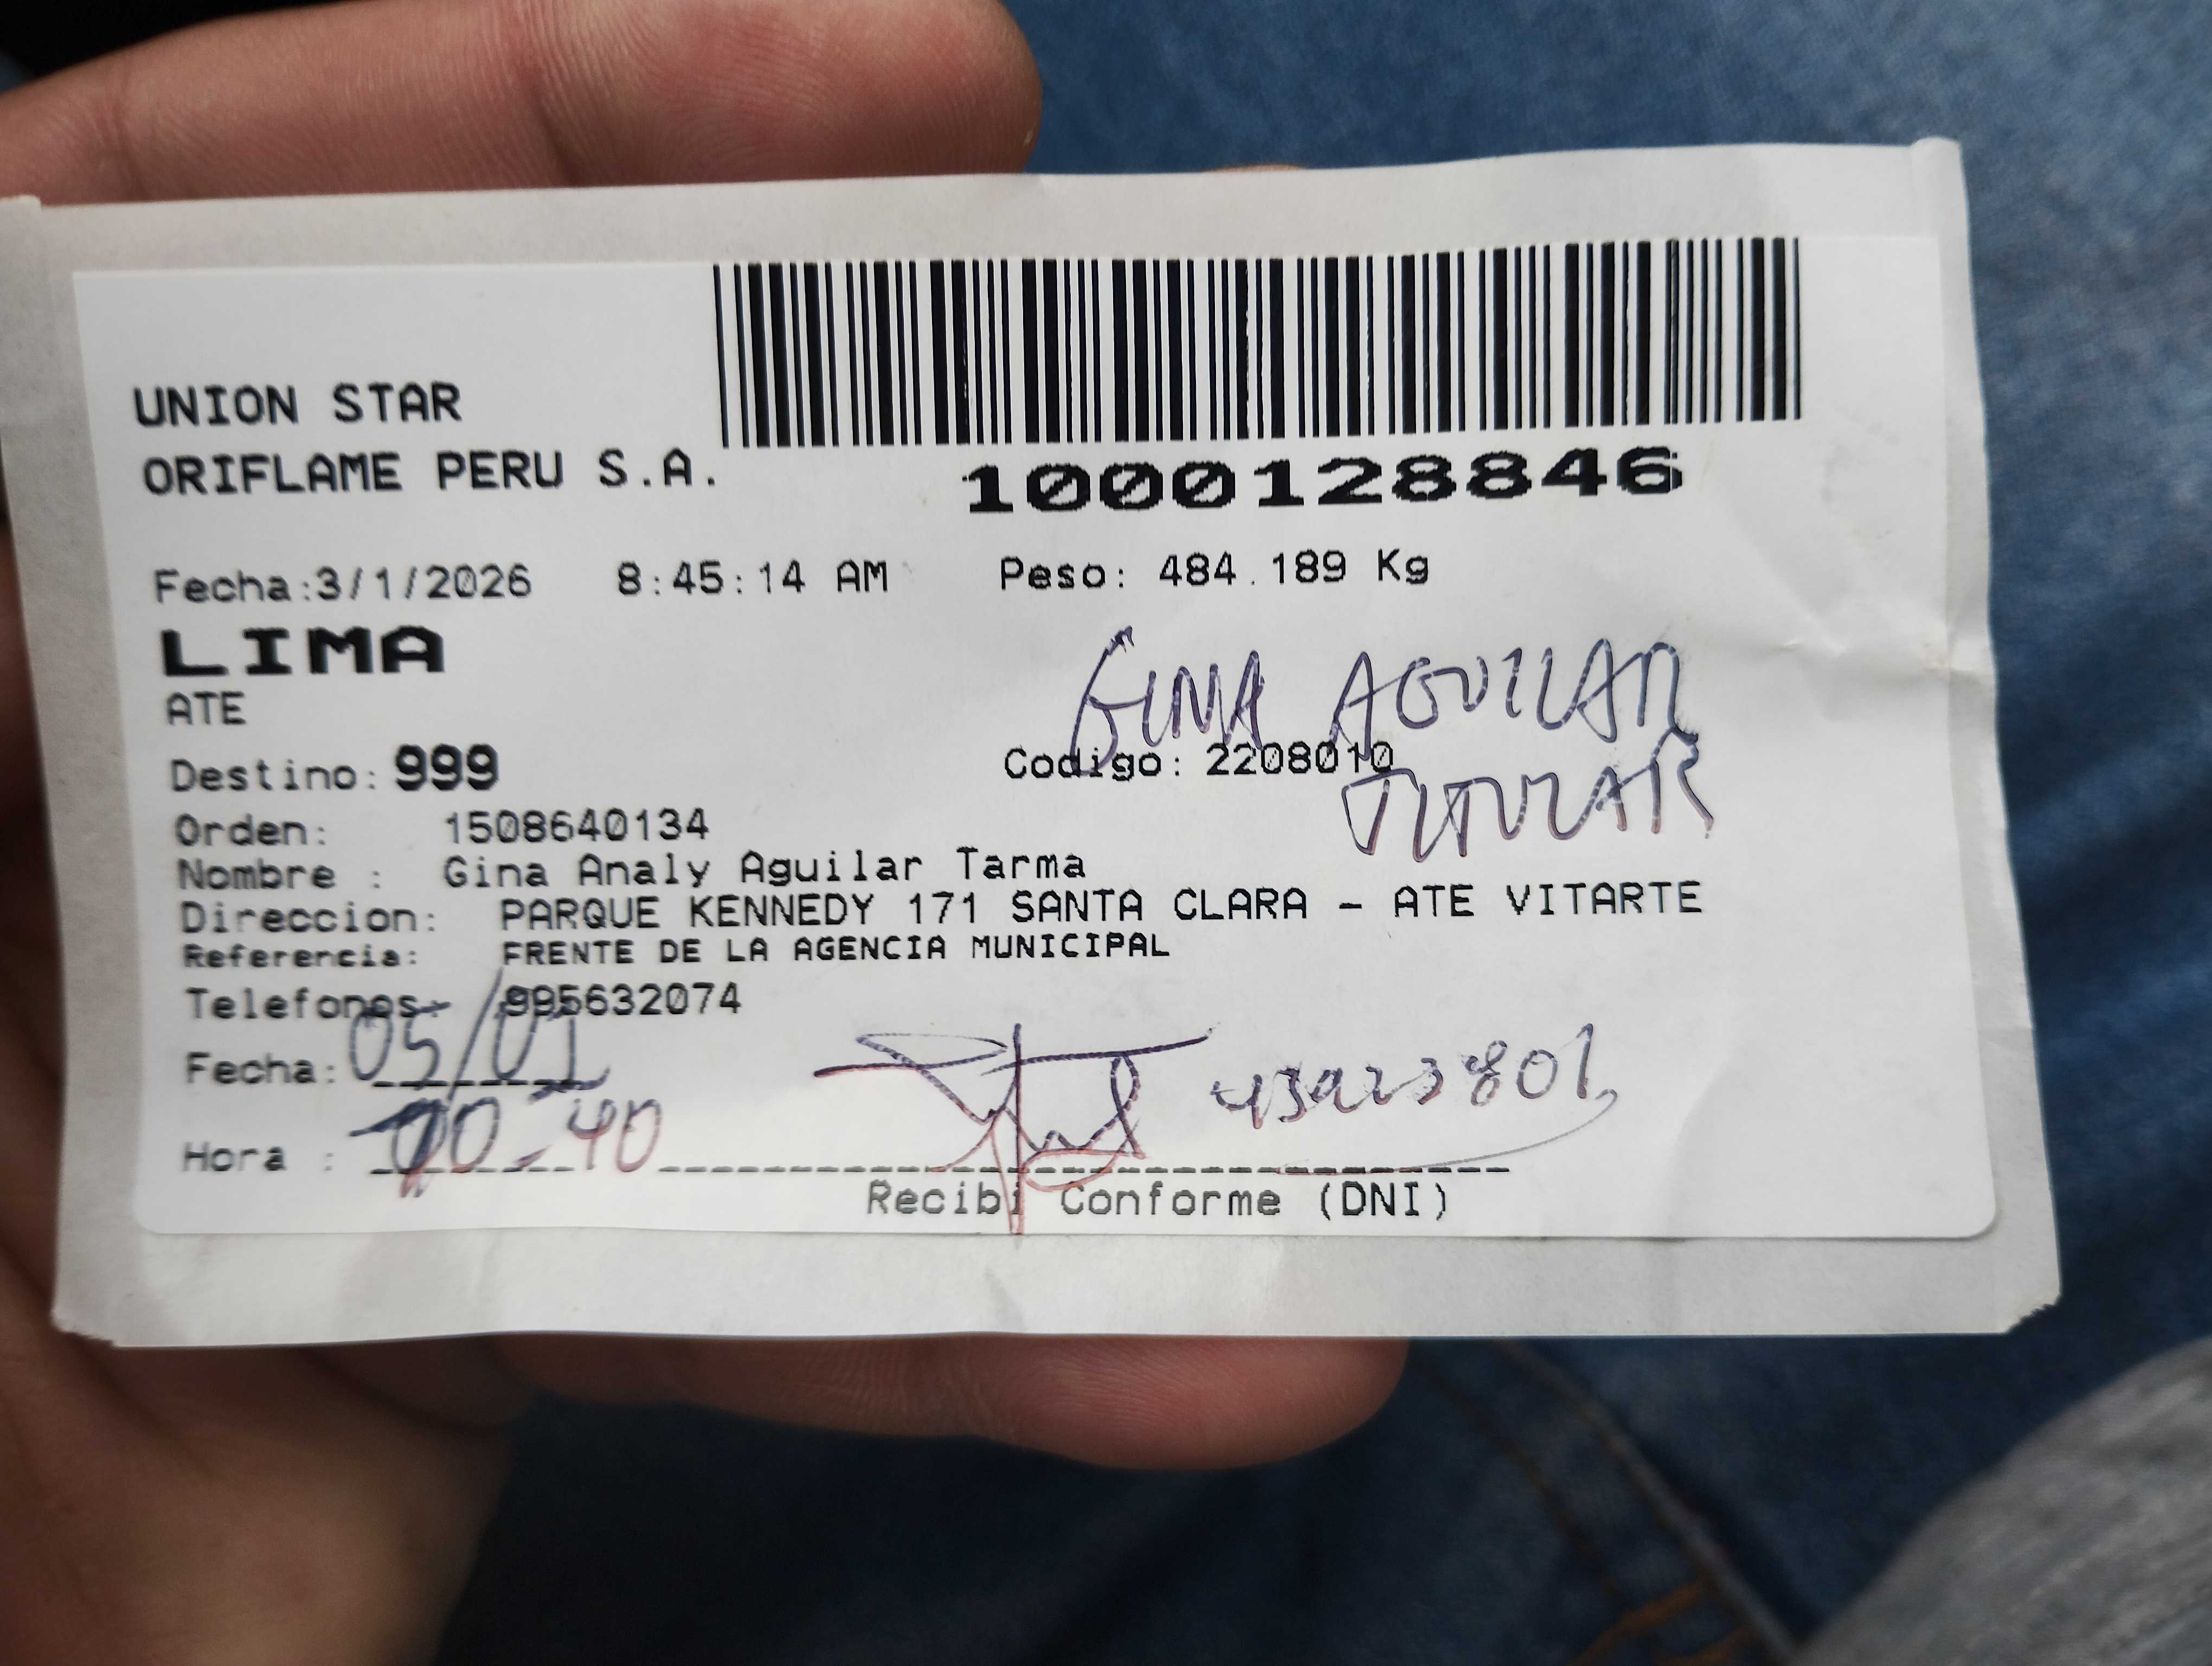 UNION STAR
ORIFLAME PERU S.A.
1000128846
Fecha:3/1/2026 8:45:14 AM Peso: 484.189 Kg
LIMA
ATE
GINA AGUILAR
Destino: 999 Codigo: 2208010
TITULAR
Orden: 1508640134
Nombre : Gina Analy Aguilar Tarma
Direccion: PARQUE KENNEDY 171 SANTA CLARA - ATE VITARTE
Referencia: FRENTE DE LA AGENCIA MUNICIPAL
Telefonos: 995632074
Fecha: 05/01
Hora : 10-40
Recibi Conforme (DNI)